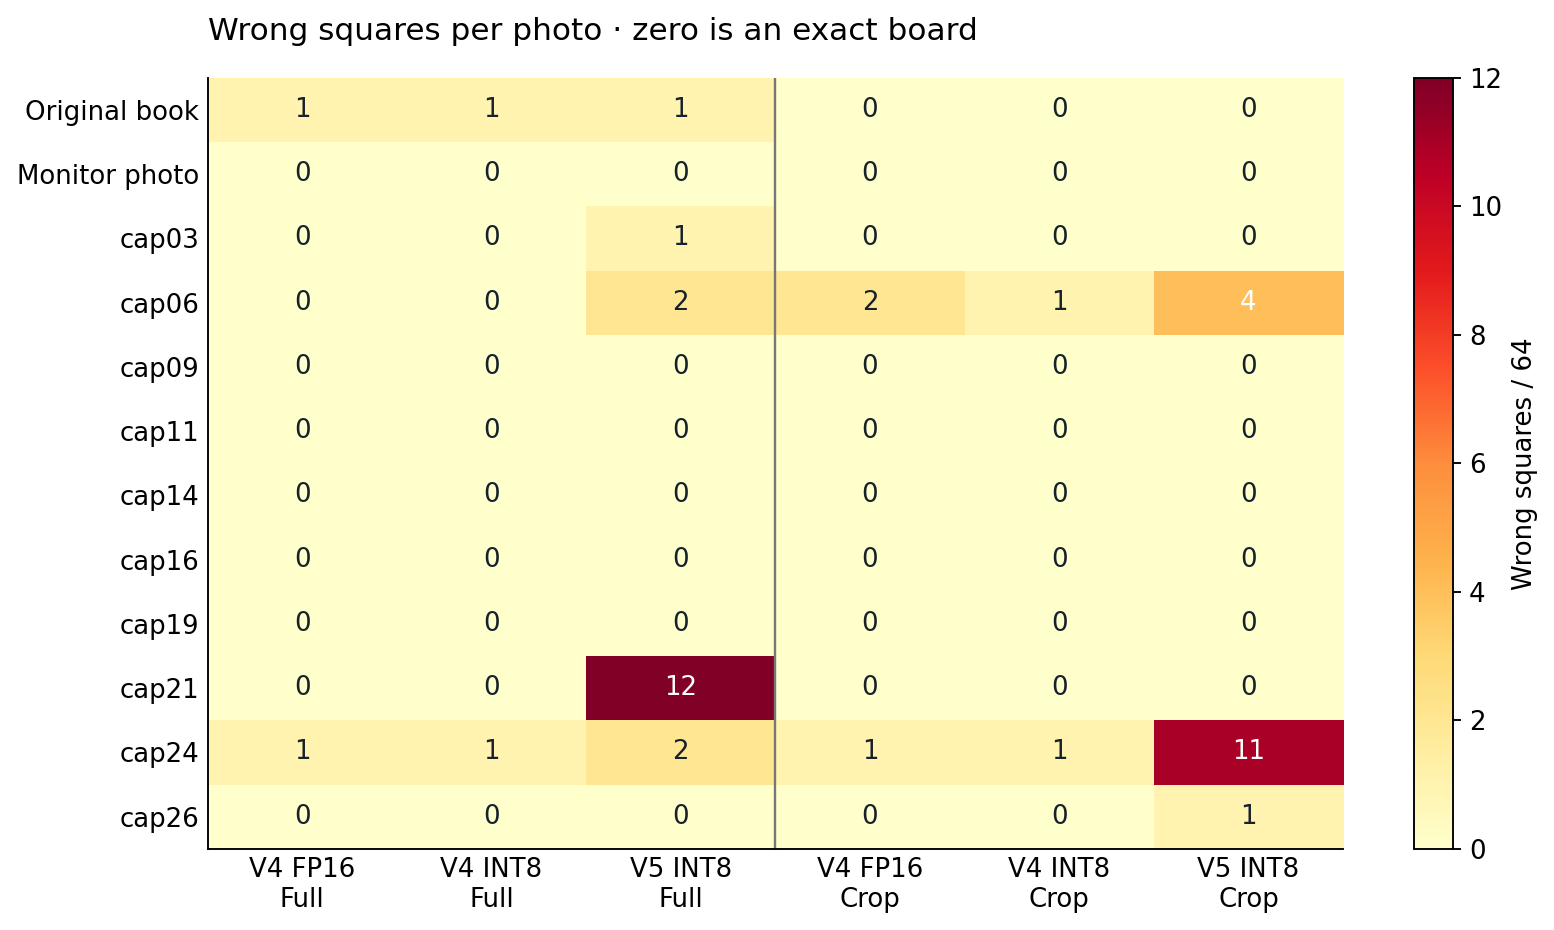 Wrong squares per photo · zero is an exact board
Original book 1 1 1 0 0 0
Monitor photo 0 0 0 0 0 0
cap03 0 0 1 0 0 0
cap06 0 0 2 2 1 4
cap09 0 0 0 0 0 0
cap11 0 0 0 0 0 0
cap14 0 0 0 0 0 0
cap16 0 0 0 0 0 0
cap19 0 0 0 0 0 0
cap21 0 0 12 0 0 0
cap24 1 1 2 1 1 11
cap26 0 0 0 0 0 1
V4 FP16 V4 INT8 V5 INT8 V4 FP16 V4 INT8 V5 INT8
Full Full Full Crop Crop Crop
12
10
8
6
4
2
0
Wrong squares / 64